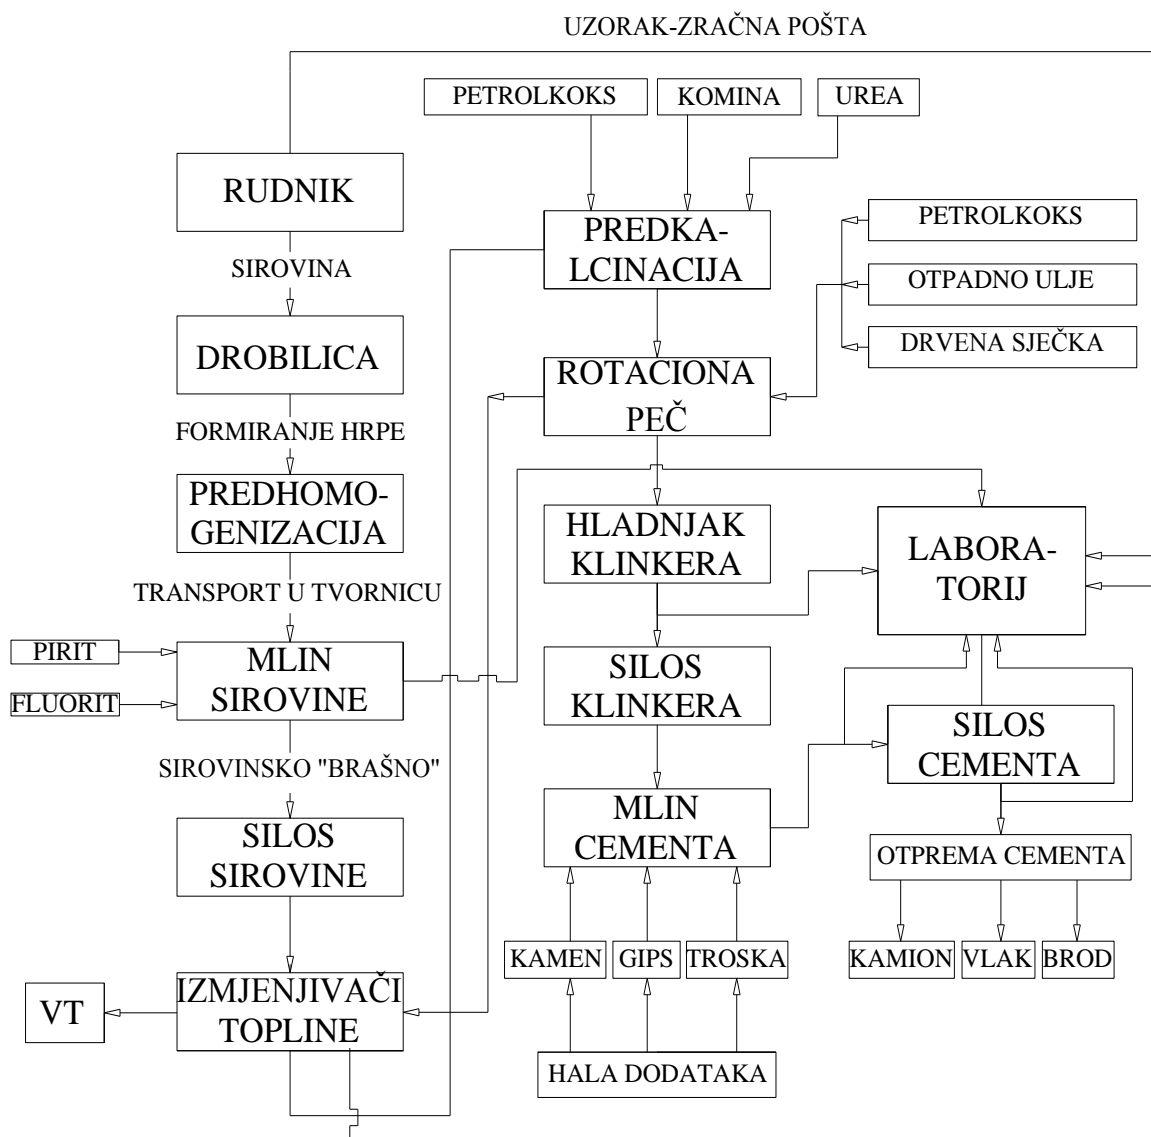 UZORAK-ZRAČNA POŠTA
PETROLKOKS
KOMINA
UREA
RUDNIK
PREDKA-
LCINACIJA
PETROLKOKS
SIROVINA
OTPADNO ULJE
DROBILICA
DRVENA SJEČKA
ROTACIONA
PEČ
FORMIRANJE HRPE
PREDHOMO-
GENIZACIJA
HLADNJAK
KLINKERA
LABORA-
TORIJ
TRANSPORT U TVORNICU
PIRIT
FLUORIT
MLIN
SIROVINE
SILOS
KLINKERA
SILOS
CEMENTA
SIROVINSKO "BRAŠNO"
MLIN
CEMENTA
SILOS
SIROVINE
OTPREMA CEMENTA
KAMEN
GIPS
TROSKA
KAMION
VLAK
BROD
VT
IZMJENJIVAČI
TOPLINE
HALA DODATAKA